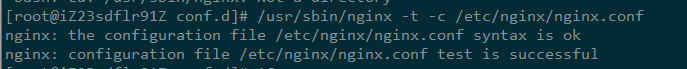 [root@iZ23sdflr91Z conf.d]# /usr/sbin/nginx -t -c /etc/nginx/nginx.conf
nginx: the configuration file /etc/nginx/nginx.conf syntax is ok
nginx: configuration file /etc/nginx/nginx.conf test is successful